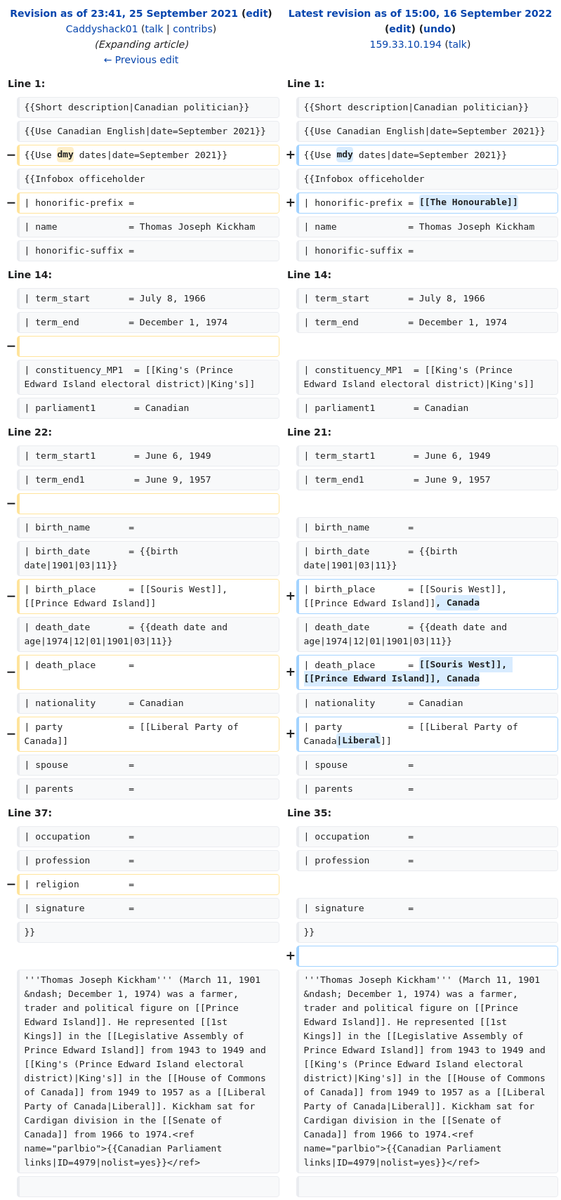 Revision as of 23:41, 25 September 2021 (edit)
Caddyshack01 (talk | contribs)
(Expanding article)
← Previous edit
Latest revision as of 15:00, 16 September 2022
(edit) (undo)
159.33.10.194 (talk)
Line 1:
Line 1:
{{Short description|Canadian politician}}
{{Short description|Canadian politician}}
{{Use Canadian English|date=September 2021}}
{{Use Canadian English|date=September 2021}}
− {{Use dmy dates|date=September 2021}}
+ {{Use mdy dates|date=September 2021}}
{{Infobox officeholder
{{Infobox officeholder
− | honorific-prefix =
+ | honorific-prefix = [[The Honourable]]
| name = Thomas Joseph Kickham
| name = Thomas Joseph Kickham
| honorific-suffix =
| honorific-suffix =
Line 14:
Line 14:
| term_start = July 8, 1966
| term_start = July 8, 1966
| term_end = December 1, 1974
| term_end = December 1, 1974
−
| constituency_MP1 = [[King's (Prince
Edward Island electoral district)|King's]]
| constituency_MP1 = [[King's (Prince
Edward Island electoral district)|King's]]
| parliament1 = Canadian
| parliament1 = Canadian
Line 22:
Line 21:
| term_start1 = June 6, 1949
| term_start1 = June 6, 1949
| term_end1 = June 9, 1957
| term_end1 = June 9, 1957
−
| birth_name =
| birth_name =
| birth_date = {{birth
date|1901|03|11}}
| birth_date = {{birth
date|1901|03|11}}
− | birth_place = [[Souris West]],
[[Prince Edward Island]]
+ | birth_place = [[Souris West]],
[[Prince Edward Island]], Canada
| death_date = {{death date and
age|1974|12|01|1901|03|11}}
| death_date = {{death date and
age|1974|12|01|1901|03|11}}
− | death_place =
+ | death_place = [[Souris West]],
[[Prince Edward Island]], Canada
| nationality = Canadian
| nationality = Canadian
− | party = [[Liberal Party of
Canada]]
+ | party = [[Liberal Party of
Canada|Liberal]]
| spouse =
| spouse =
| parents =
| parents =
Line 37:
Line 35:
| occupation =
| occupation =
| profession =
| profession =
− | religion =
| signature =
| signature =
}}
}}
+
'''Thomas Joseph Kickham''' (March 11, 1901
&ndash; December 1, 1974) was a farmer,
trader and political figure on [[Prince
Edward Island]]. He represented [[1st
Kings]] in the [[Legislative Assembly of
Prince Edward Island]] from 1943 to 1949 and
[[King's (Prince Edward Island electoral
district)|King's]] in the [[House of Commons
of Canada]] from 1949 to 1957 as a [[Liberal
Party of Canada|Liberal]]. Kickham sat for
Cardigan division in the [[Senate of
Canada]] from 1966 to 1974.<ref
name="parlbio">{{Canadian Parliament
links|ID=4979|nolist=yes}}</ref>
'''Thomas Joseph Kickham''' (March 11, 1901
&ndash; December 1, 1974) was a farmer,
trader and political figure on [[Prince
Edward Island]]. He represented [[1st
Kings]] in the [[Legislative Assembly of
Prince Edward Island]] from 1943 to 1949 and
[[King's (Prince Edward Island electoral
district)|King's]] in the [[House of Commons
of Canada]] from 1949 to 1957 as a [[Liberal
Party of Canada|Liberal]]. Kickham sat for
Cardigan division in the [[Senate of
Canada]] from 1966 to 1974.<ref
name="parlbio">{{Canadian Parliament
links|ID=4979|nolist=yes}}</ref>